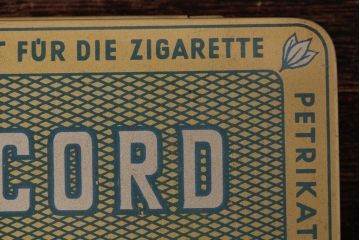 T FÜR DIE ZIGARETTE
CORD
PETRIKAT